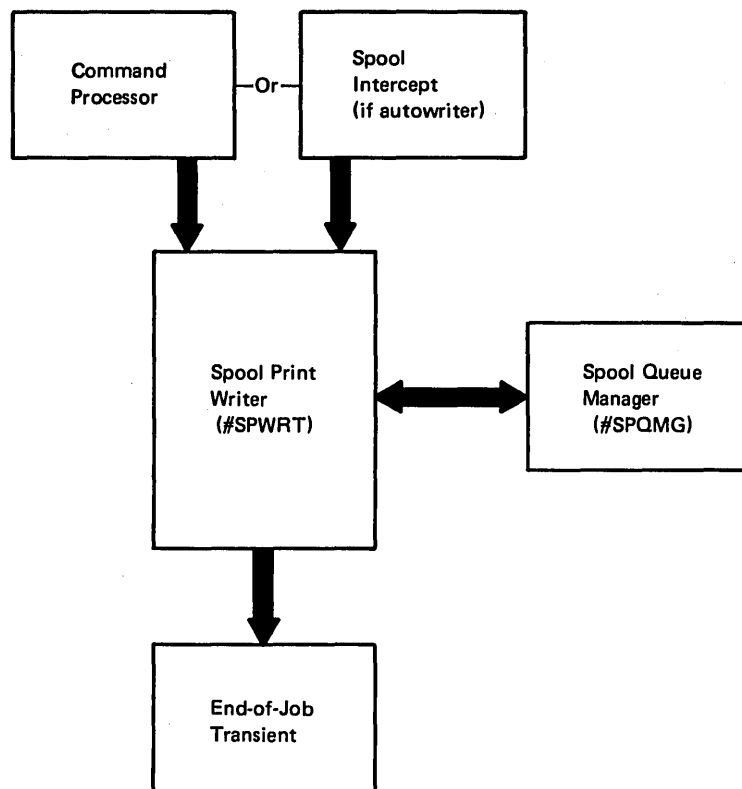 Command
Processor
Or
Spool
Intercept
(if autowriter)
Spool Print
Writer
(#SPWRT)
Spool Queue
Manager
(#SPQMG)
End-of-Job
Transient